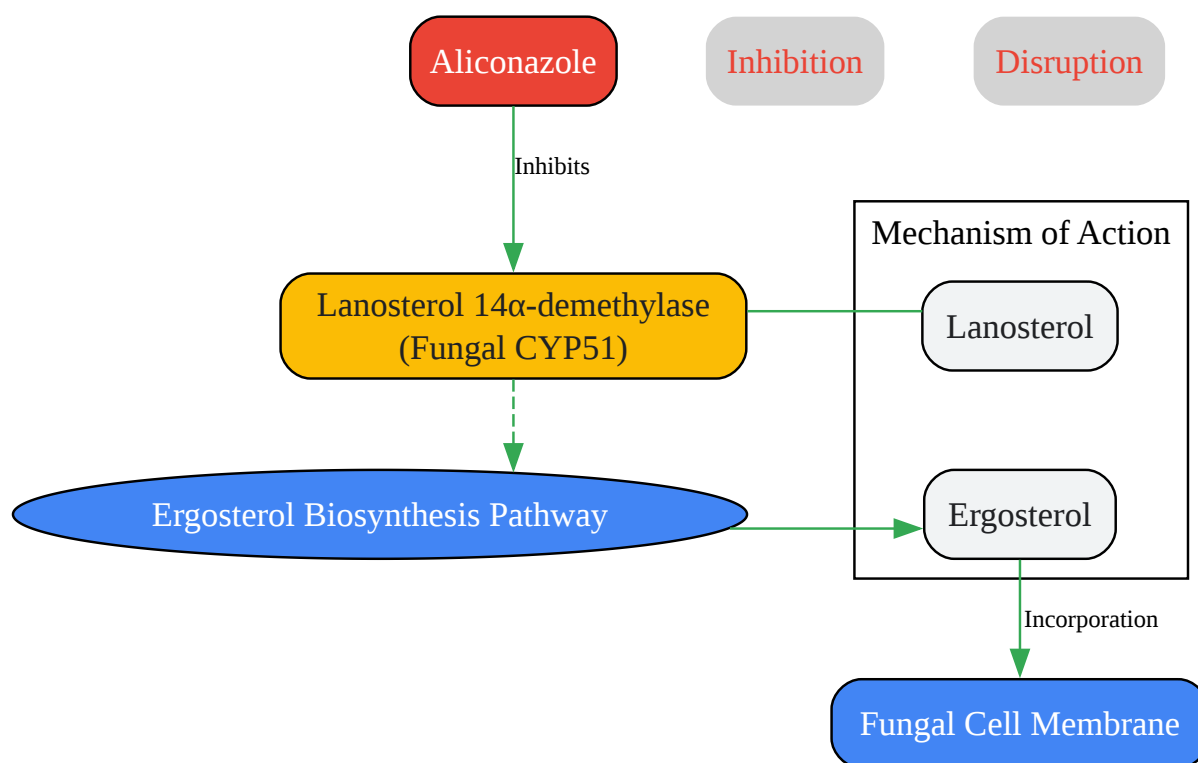 Aliconazole
Inhibition
Disruption
Inhibits
Mechanism of Action
Lanosterol 14α-demethylase
(Fungal CYP51)
Lanosterol
Ergosterol Biosynthesis Pathway
Ergosterol
Incorporation
Fungal Cell Membrane